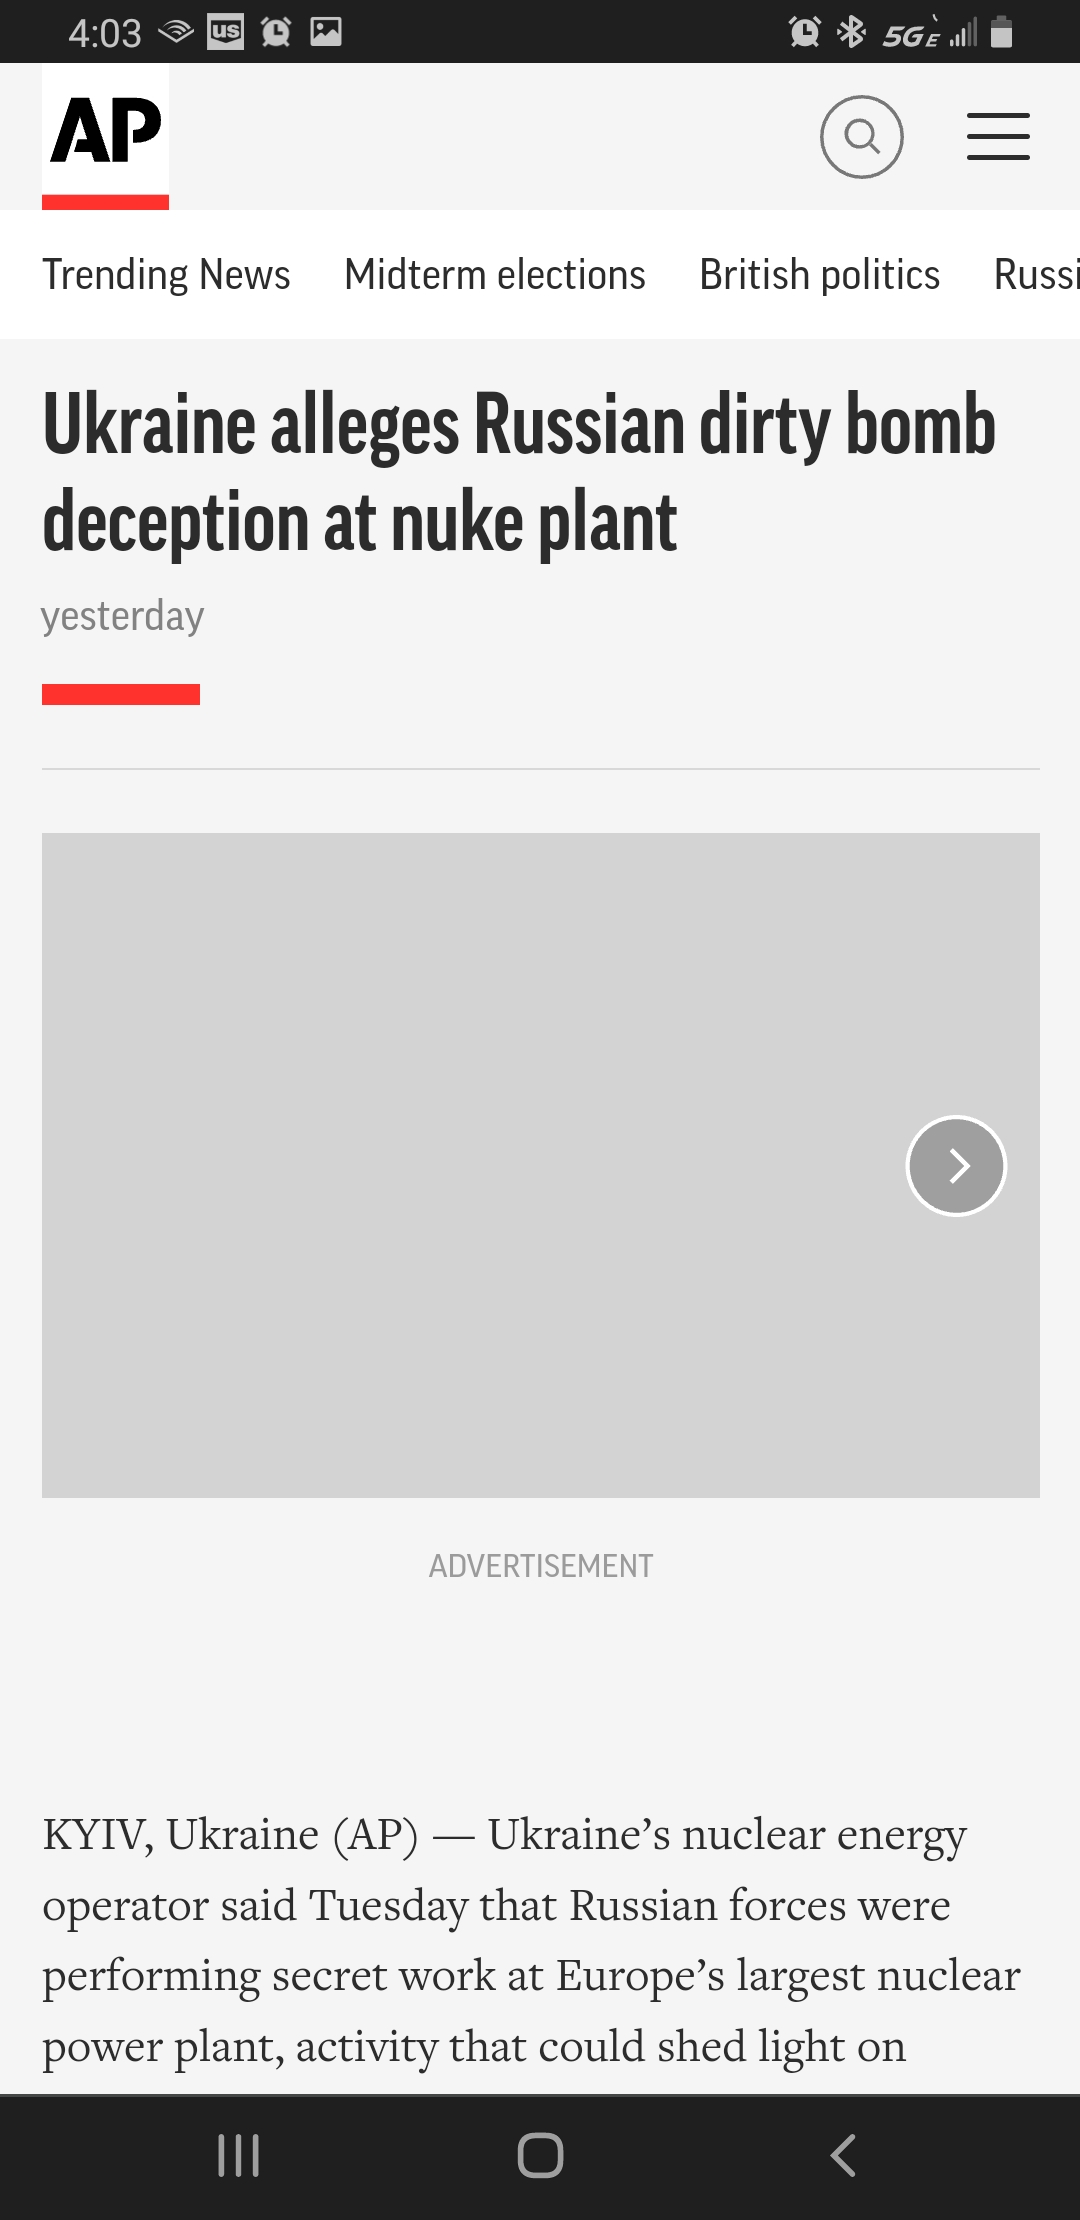 4:03 us 5GE
AP
Trending News Midterm elections British politics Russi
Ukraine alleges Russian dirty bomb
deception at nuke plant
yesterday
ADVERTISEMENT
KYIV, Ukraine (AP) — Ukraine’s nuclear energy
operator said Tuesday that Russian forces were
performing secret work at Europe’s largest nuclear
power plant, activity that could shed light on